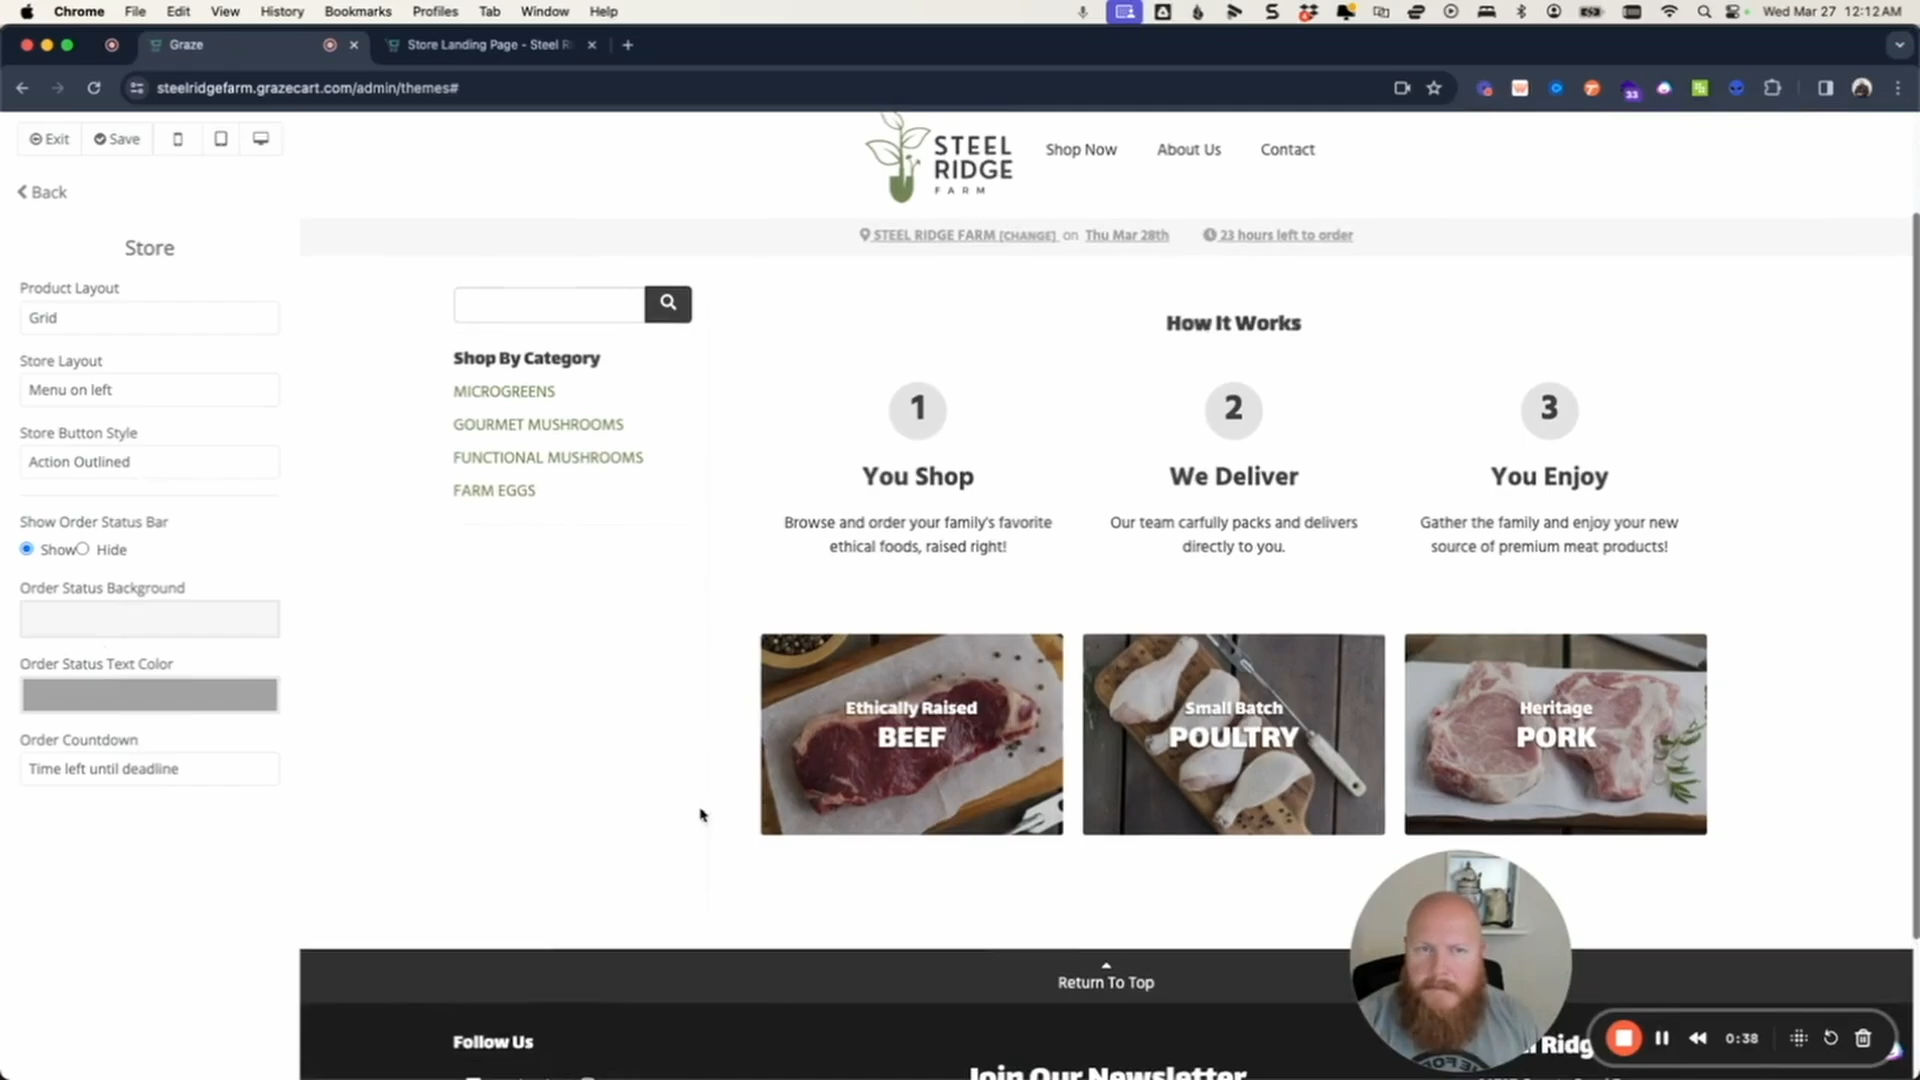 Chrome File Edit View History Bookmarks Profiles Tab Window Help
Wed Mar 27 12:12 AM
Graze
Store Landing Page - Steel Ri
steelridgefarm.grazecart.com/admin/themes#
33
Exit
Save
Back
Store
Product Layout
Grid
Store Layout
Menu on left
Store Button Style
Action Outlined
Show Order Status Bar
Show Hide
Order Status Background
Order Status Text Color
Order Countdown
Time left until deadline
STEEL
RIDGE
FARM
Shop Now About Us Contact
STEEL RIDGE FARM [CHANGE] on Thu Mar 28th 23 hours left to order
Shop By Category
MICROGREENS
GOURMET MUSHROOMS
FUNCTIONAL MUSHROOMS
FARM EGGS
How It Works
1
You Shop
Browse and order your family's favorite
ethical foods, raised right!
2
We Deliver
Our team carfully packs and delivers
directly to you.
3
You Enjoy
Gather the family and enjoy your new
source of premium meat products!
Ethically Raised
BEEF
Small Batch
POULTRY
Heritage
PORK
Return To Top
Follow Us
Join Our Newsletter
0:38